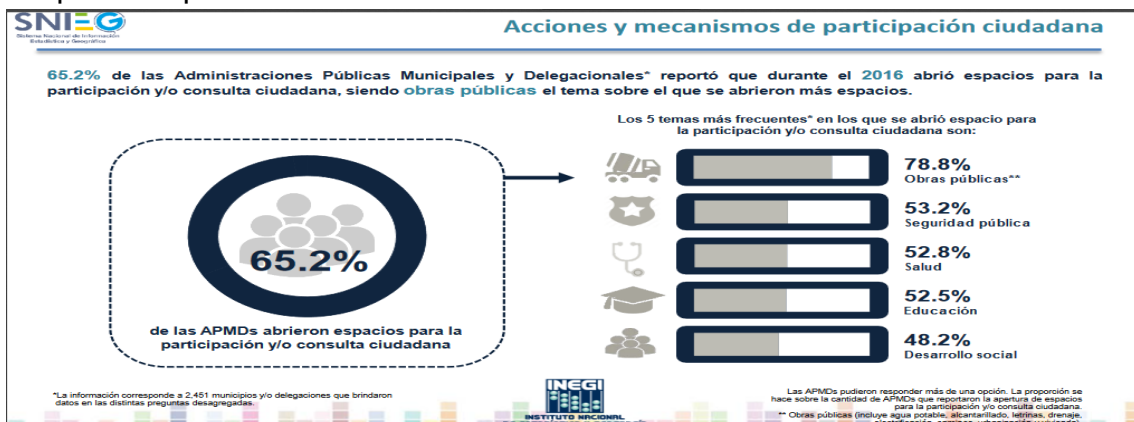 SNIEG
Sistema Nacional de Información
Estadística y Geográfica
Acciones y mecanismos de participación ciudadana
65.2% de las Administraciones Públicas Municipales y Delegacionales* reportó que durante el 2016 abrió espacios para la
participación y/o consulta ciudadana, siendo obras públicas el tema sobre el que se abrieron más espacios.
65.2%
de las APMDs abrieron espacios para la
participación y/o consulta ciudadana
Los 5 temas más frecuentes* en los que se abrió espacio para
la participación y/o consulta ciudadana son:
78.8%
Obras públicas**
53.2%
Seguridad pública
52.8%
Salud
52.5%
Educación
48.2%
Desarrollo social
*La información corresponde a 2,451 municipios y/o delegaciones que brindaron
datos en las distintas preguntas desagregadas.
INEGI
INSTITUTO NACIONAL
Las APMDs pudieron responder más de una opción. La proporción se
hace sobre la cantidad de APMDs que reportaron la apertura de espacios
para la participación y/o consulta ciudadana.
** Obras públicas (incluye agua potable, alcantarillado, letrinas, drenaje,